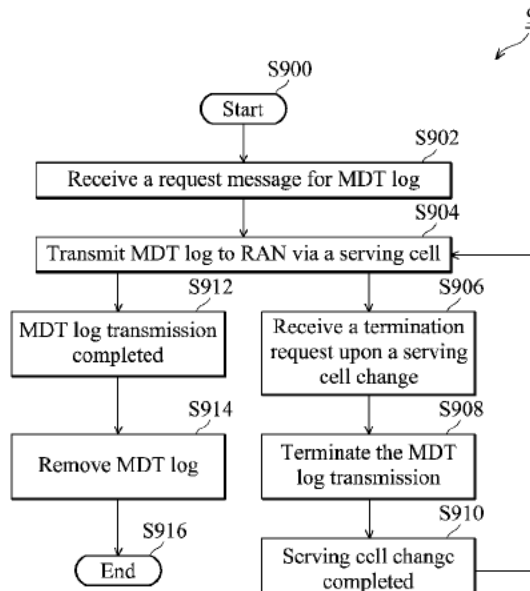 S900
Start
S902
Receive a request message for MDT log
S904
Transmit MDT log to RAN via a serving cell
S912
MDT log transmission
completed
S906
Receive a termination
request upon a serving
cell change
S914
Remove MDT log
S908
Terminate the MDT
log transmission
S916
End
S910
Serving cell change
completed